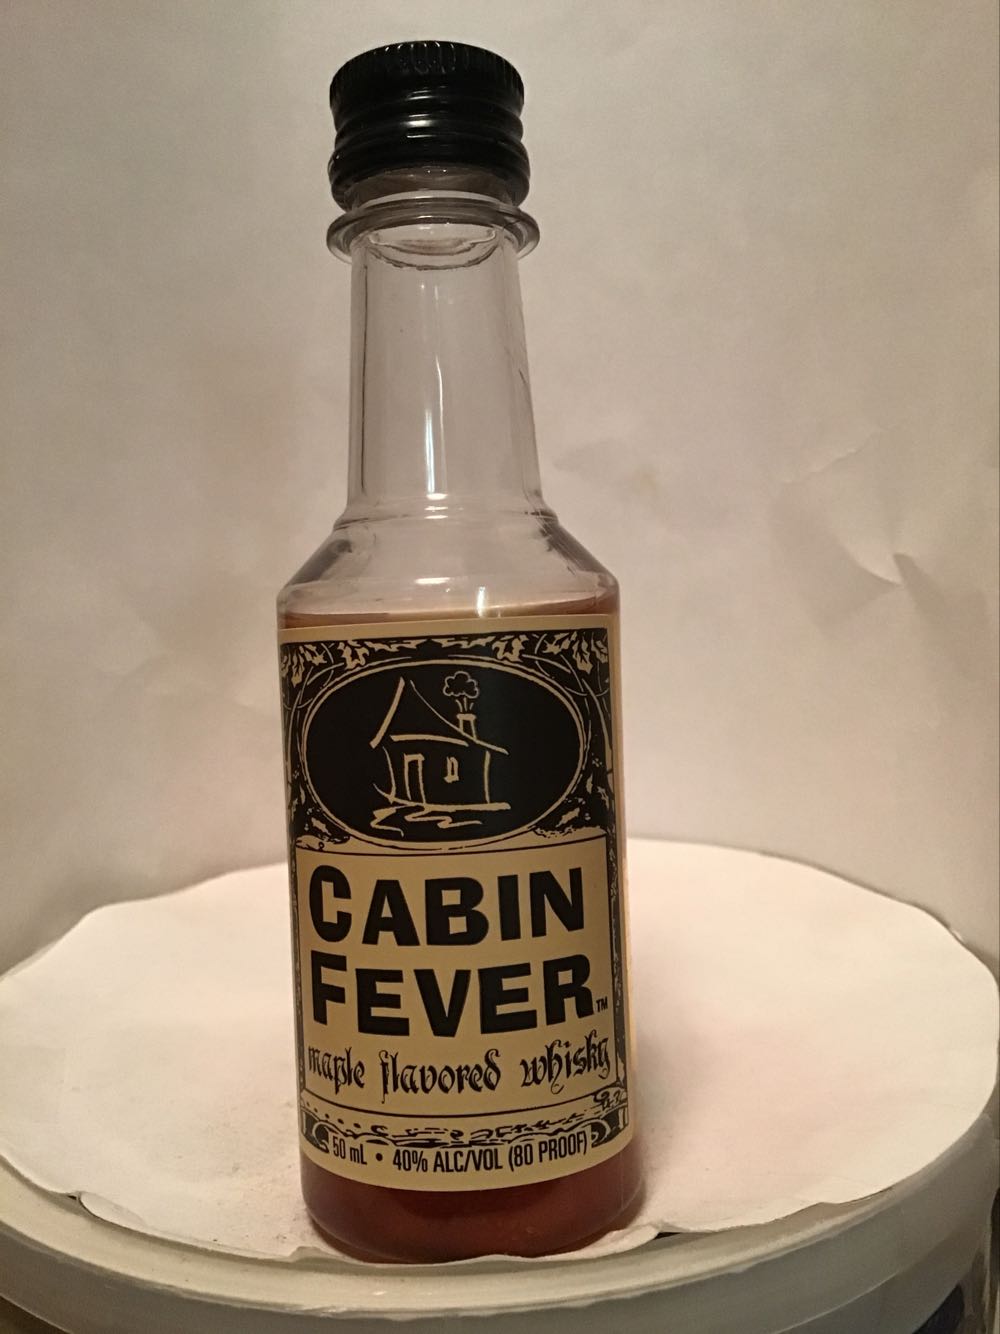 CABIN
FEVER™
maple flavored whisky
50 mL • 40% ALC/VOL (80 PROOF)